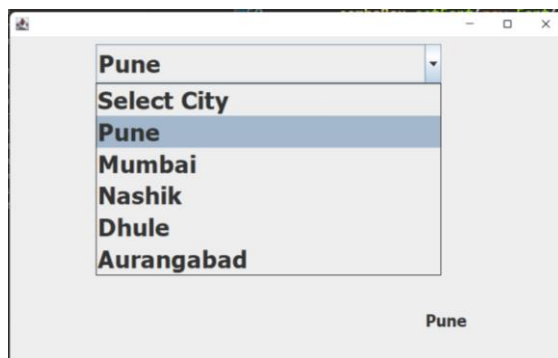 Pune
Select City
Pune
Mumbai
Nashik
Dhule
Aurangabad
Pune